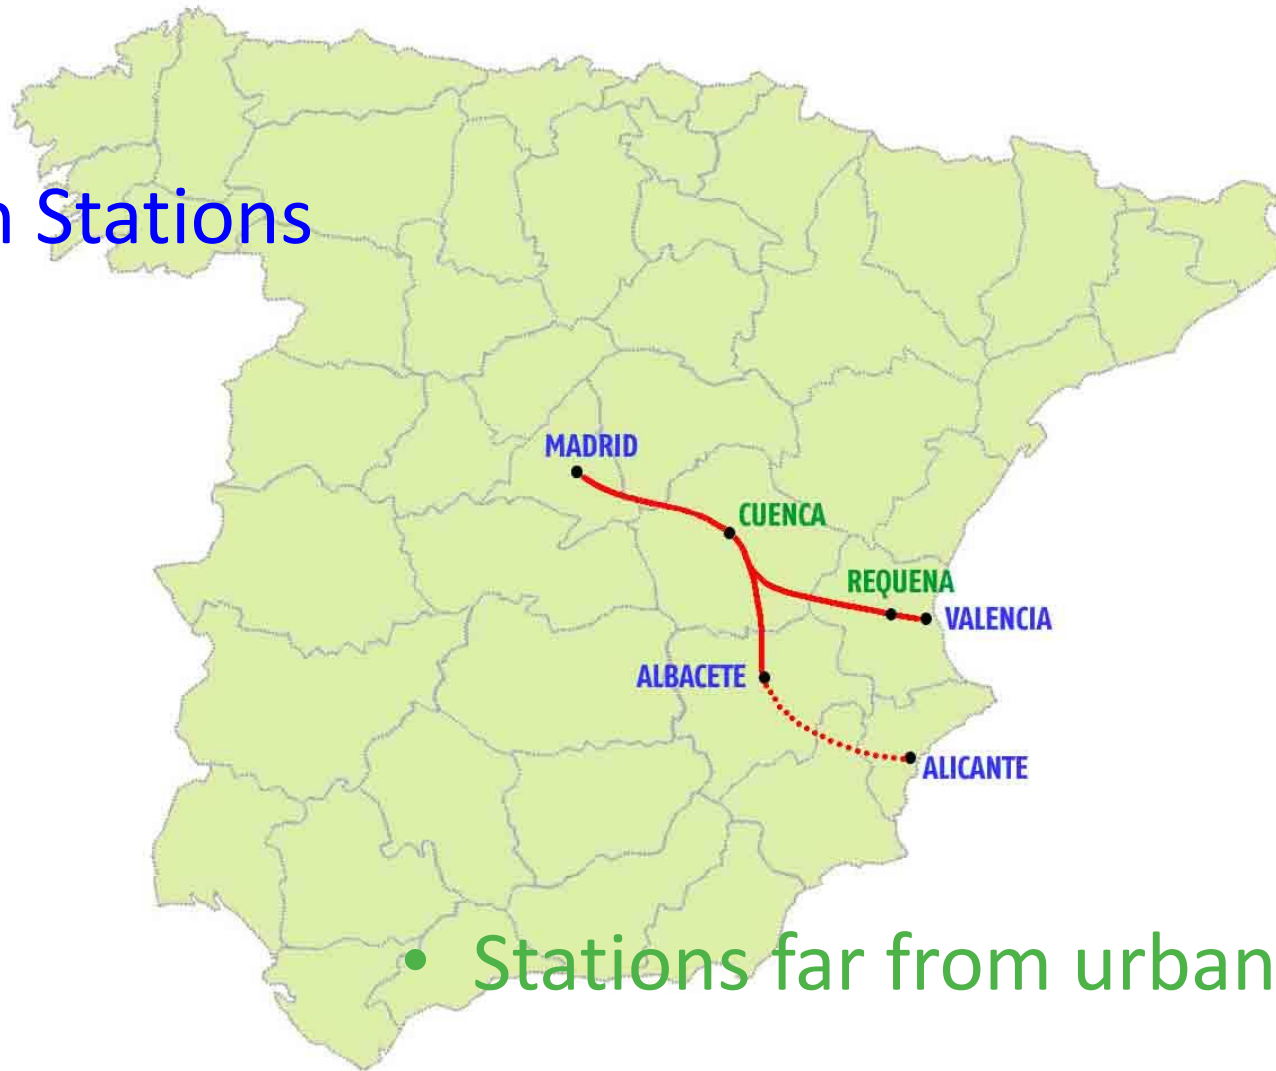 Stations
MADRID
CUENCA
REQUENA
VALENCIA
ALBACETE
ALICANTE
• Stations far from urban